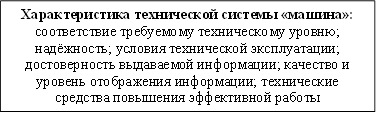 Характеристика технической системы «машина»:
соответствие требуемому техническому уровню;
надёжность; условия технической эксплуатации;
достоверность выдаваемой информации; качество и
уровень отображения информации; технические
средства повышения эффективной работы